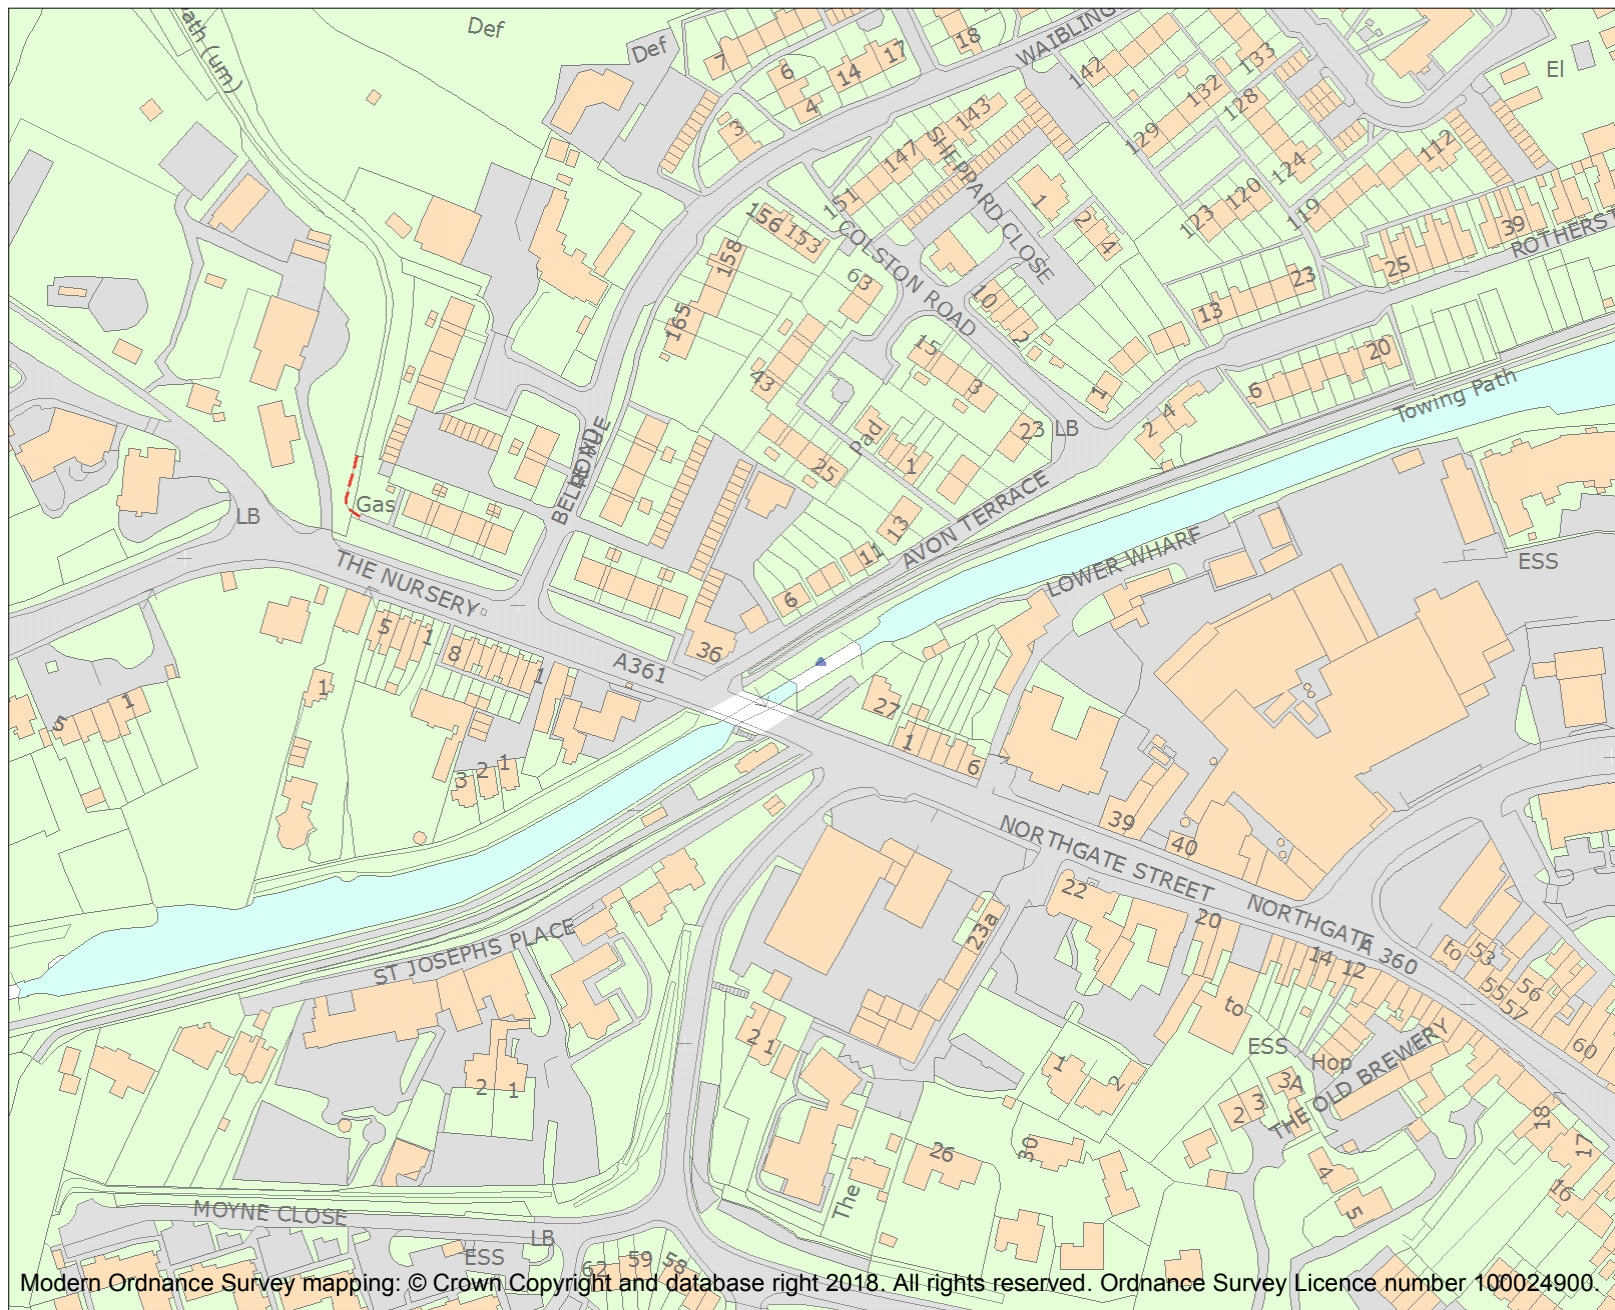 Path (um)
Def
Def
7
6
14
17
18
4
3
WAIBLING
142
133
132
128
129
El
124
112
120
119
123
143
147
151
SHEPPARD CLOSE
1
2
4
156
153
158
165
63
COLSTON ROAD
10
2
39
ROTHERST
25
23
13
20
6
Towing Path
43
15
3
1
4
2
23
LB
Pad
25
1
13
11
6
AVON TERRACE
LB
Gas
BELLE VUE
ROAD
THE NURSERY
LOWER WHARF
ESS
5
1
8
1
36
A361
1
1
5
27
1
6
3
2
1
39
40
NORTHGATE STREET
22
20
NORTHGATE
A 360
23a
14
12
to
53
55
56
57
60
to
ST JOSEPHS PLACE
2
1
2
1
ESS
Hop
1
2
3A
3
2
THE OLD BREWERY
18
17
16
26
30
The
4
5
MOYNE CLOSE
LB
ESS
62
59
58
Modern Ordnance Survey mapping: © Crown Copyright and database right 2018. All rights reserved. Ordnance Survey Licence number 100024900.